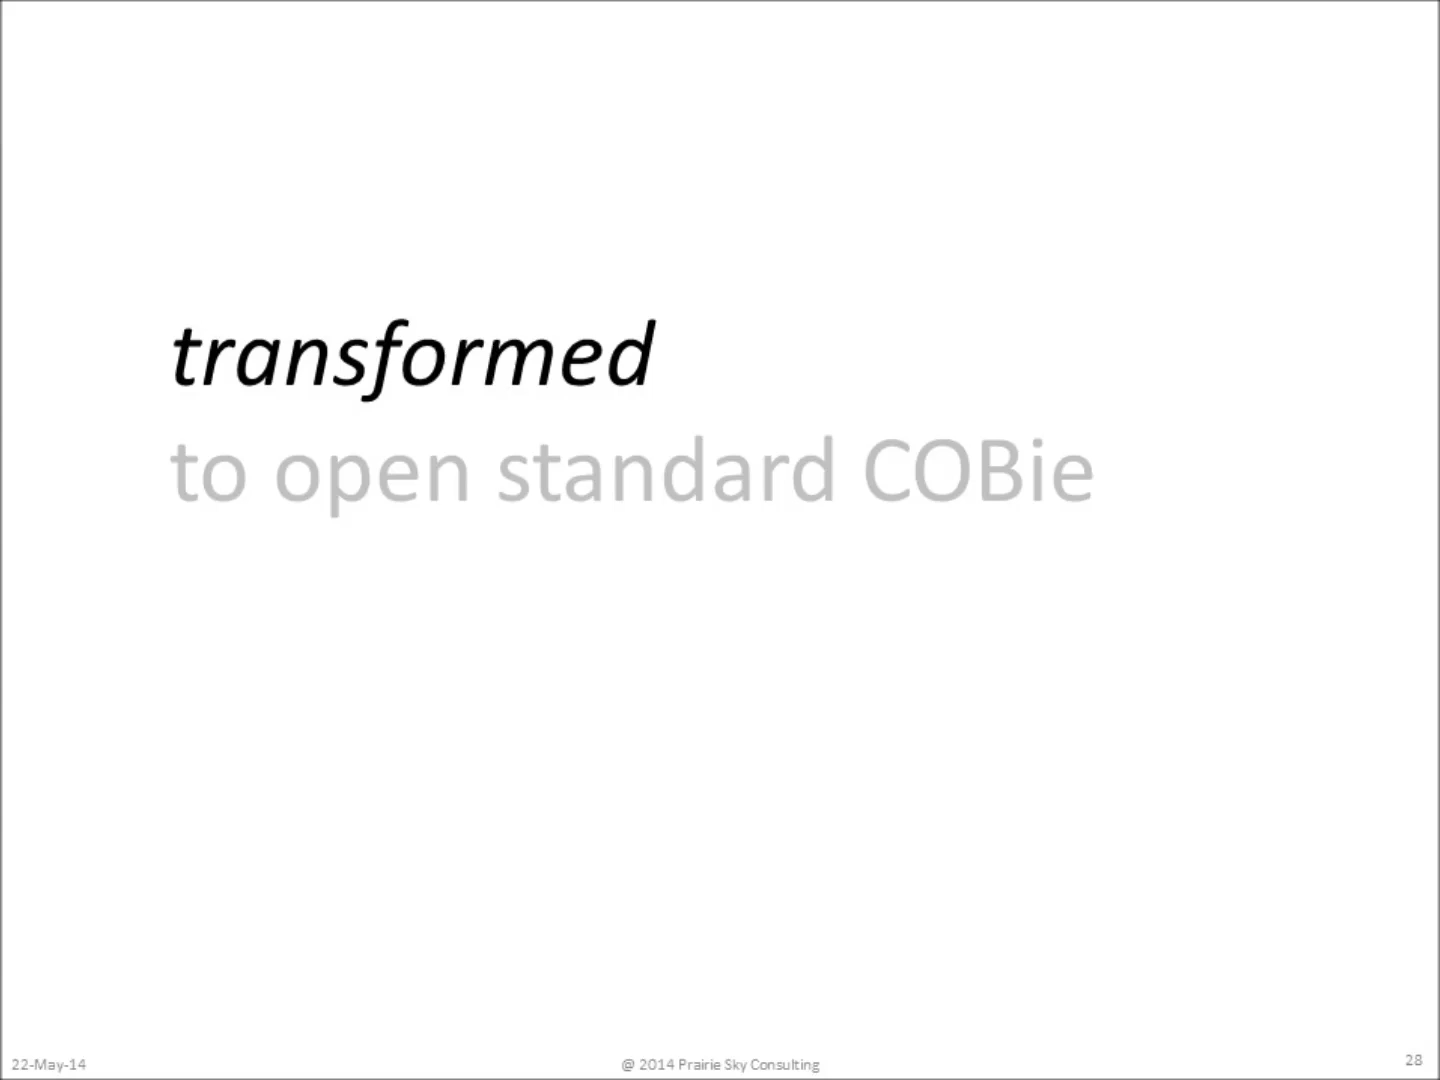 transformed
to open standard COBie
22-May-14
@ 2014 Prairie Sky Consulting
28